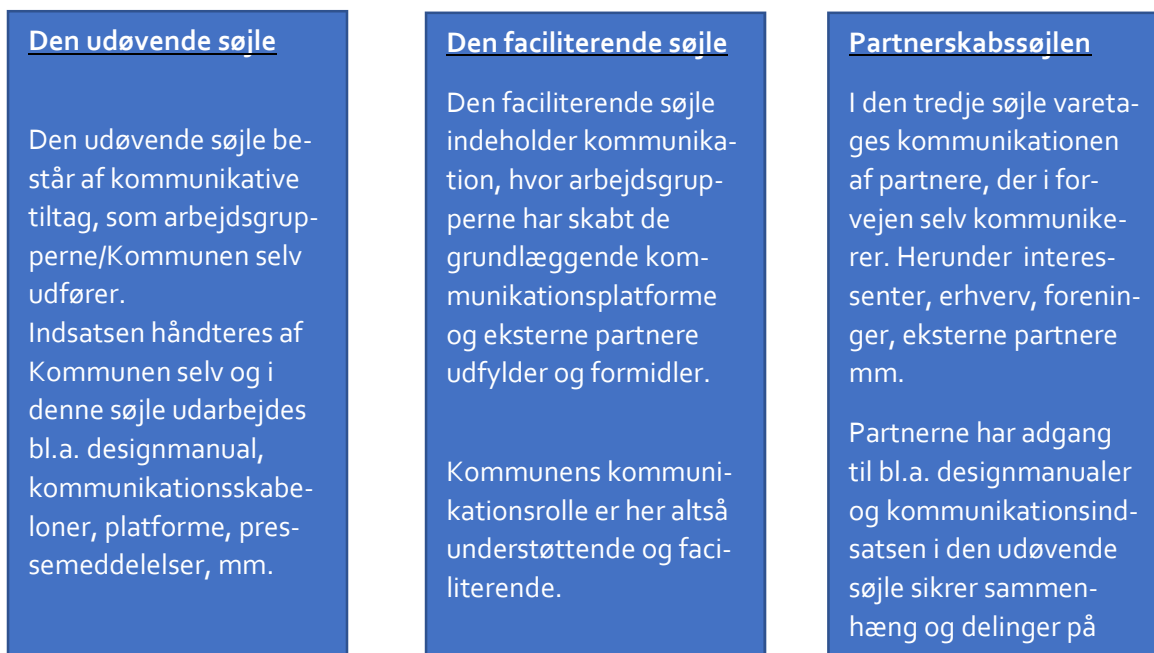 Den udøvende søjle
Den udøvende søjle be-
står af kommunikative
tiltag, som arbejdsgrup-
perne/Kommunen selv
udfører.
Indsatsen håndteres af
Kommunen selv og i
denne søjle udarbejdes
bl.a. designmanual,
kommunikationsskabe-
loner, platforme, pres-
semeddelelser, mm.
Den faciliterende søjle
Den faciliterende søjle
indeholder kommunika-
tion, hvor arbejdsgrup-
perne har skabt de
grundlæggende kom-
munikationsplatforme
og eksterne partnere
udfylder og formidler.
Kommunens kommuni-
kationsrolle er her altså
understøttende og faci-
literende.
Partnerskabssøjlen
I den tredje søjle vareta-
ges kommunikationen
af partnere, der i for-
vejen selv kommunike-
rer. Herunder interes-
senter, erhverv, forenin-
ger, eksterne partnere
mm.
Partnerne har adgang
til bl.a. designmanualer
og kommunikationsind-
satsen i den udøvende
søjle sikrer sammen-
hæng og delinger på